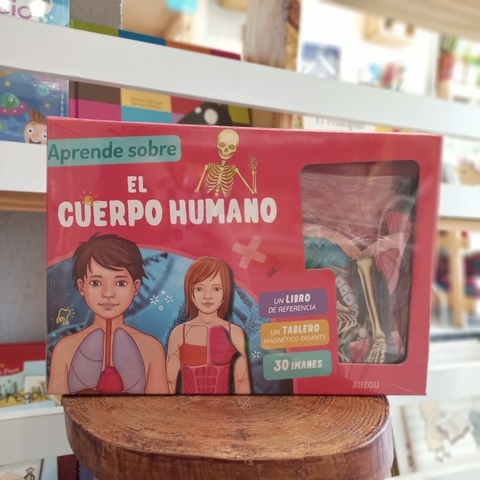 Aprende sobre
EL
CUERPO HUMANO
UN LIBRO
DE REFERENCIA
UN TABLERO
MAGNÉTICO GIGANTE
30 IMANES
AUZOU